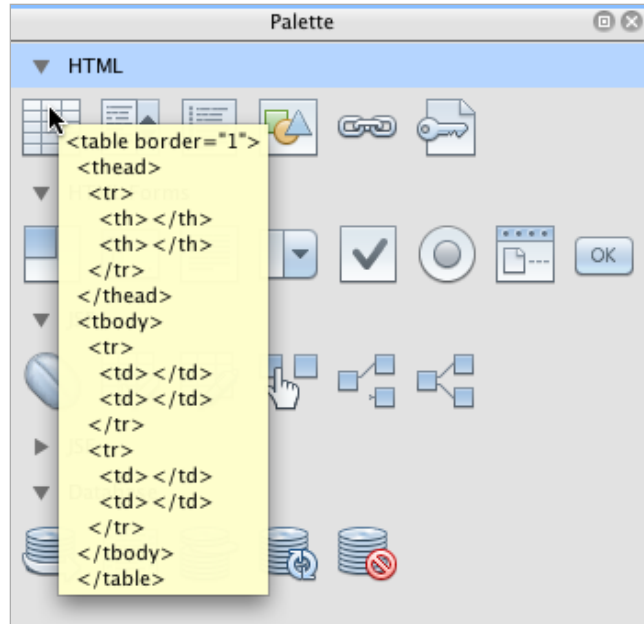 Palette
HTML
<table border="1">
<thead>
<tr>
<th></th>
<th></th>
</tr>
</thead>
<tbody>
<tr>
<td></td>
<td></td>
</tr>
<tr>
<td></td>
<td></td>
</tr>
</tbody>
</table>
OK